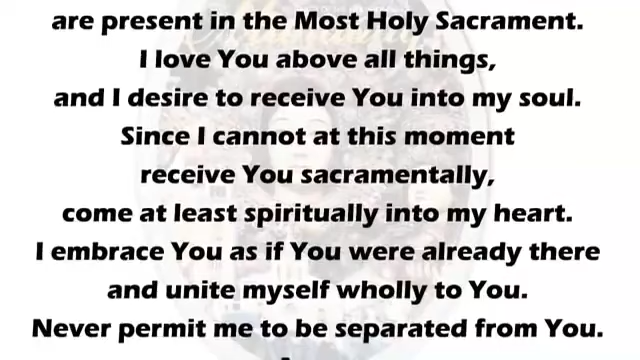 are present in the Most Holy Sacrament.
I love You above all things,
and I desire to receive You into my soul.
Since I cannot at this moment
receive You sacramentally,
come at least spiritually into my heart.
I embrace You as if You were already there
and unite myself wholly to You.
Never permit me to be separated from You.